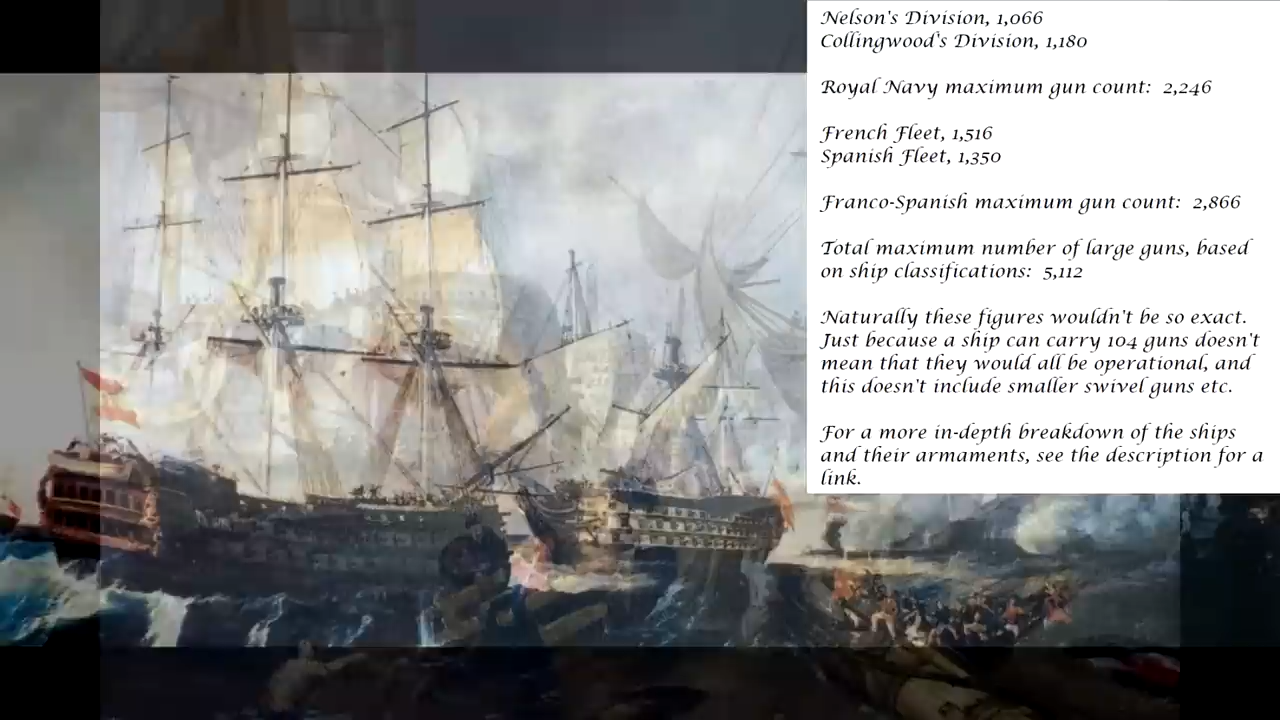 Nelson's Division, 1,066
Collingwood's Division, 1,180
Royal Navy maximum gun count: 2,246
French Fleet, 1,516
Spanish Fleet, 1,350
Franco-Spanish maximum gun count: 2,866
Total maximum number of large guns, based
on ship classifications: 5,112
Naturally these figures wouldn't be so exact.
Just because a ship can carry 104 guns doesn't
mean that they would all be operational, and
this doesn't include smaller swivel guns etc.
For a more in-depth breakdown of the ships
and their armaments, see the description for a
link.